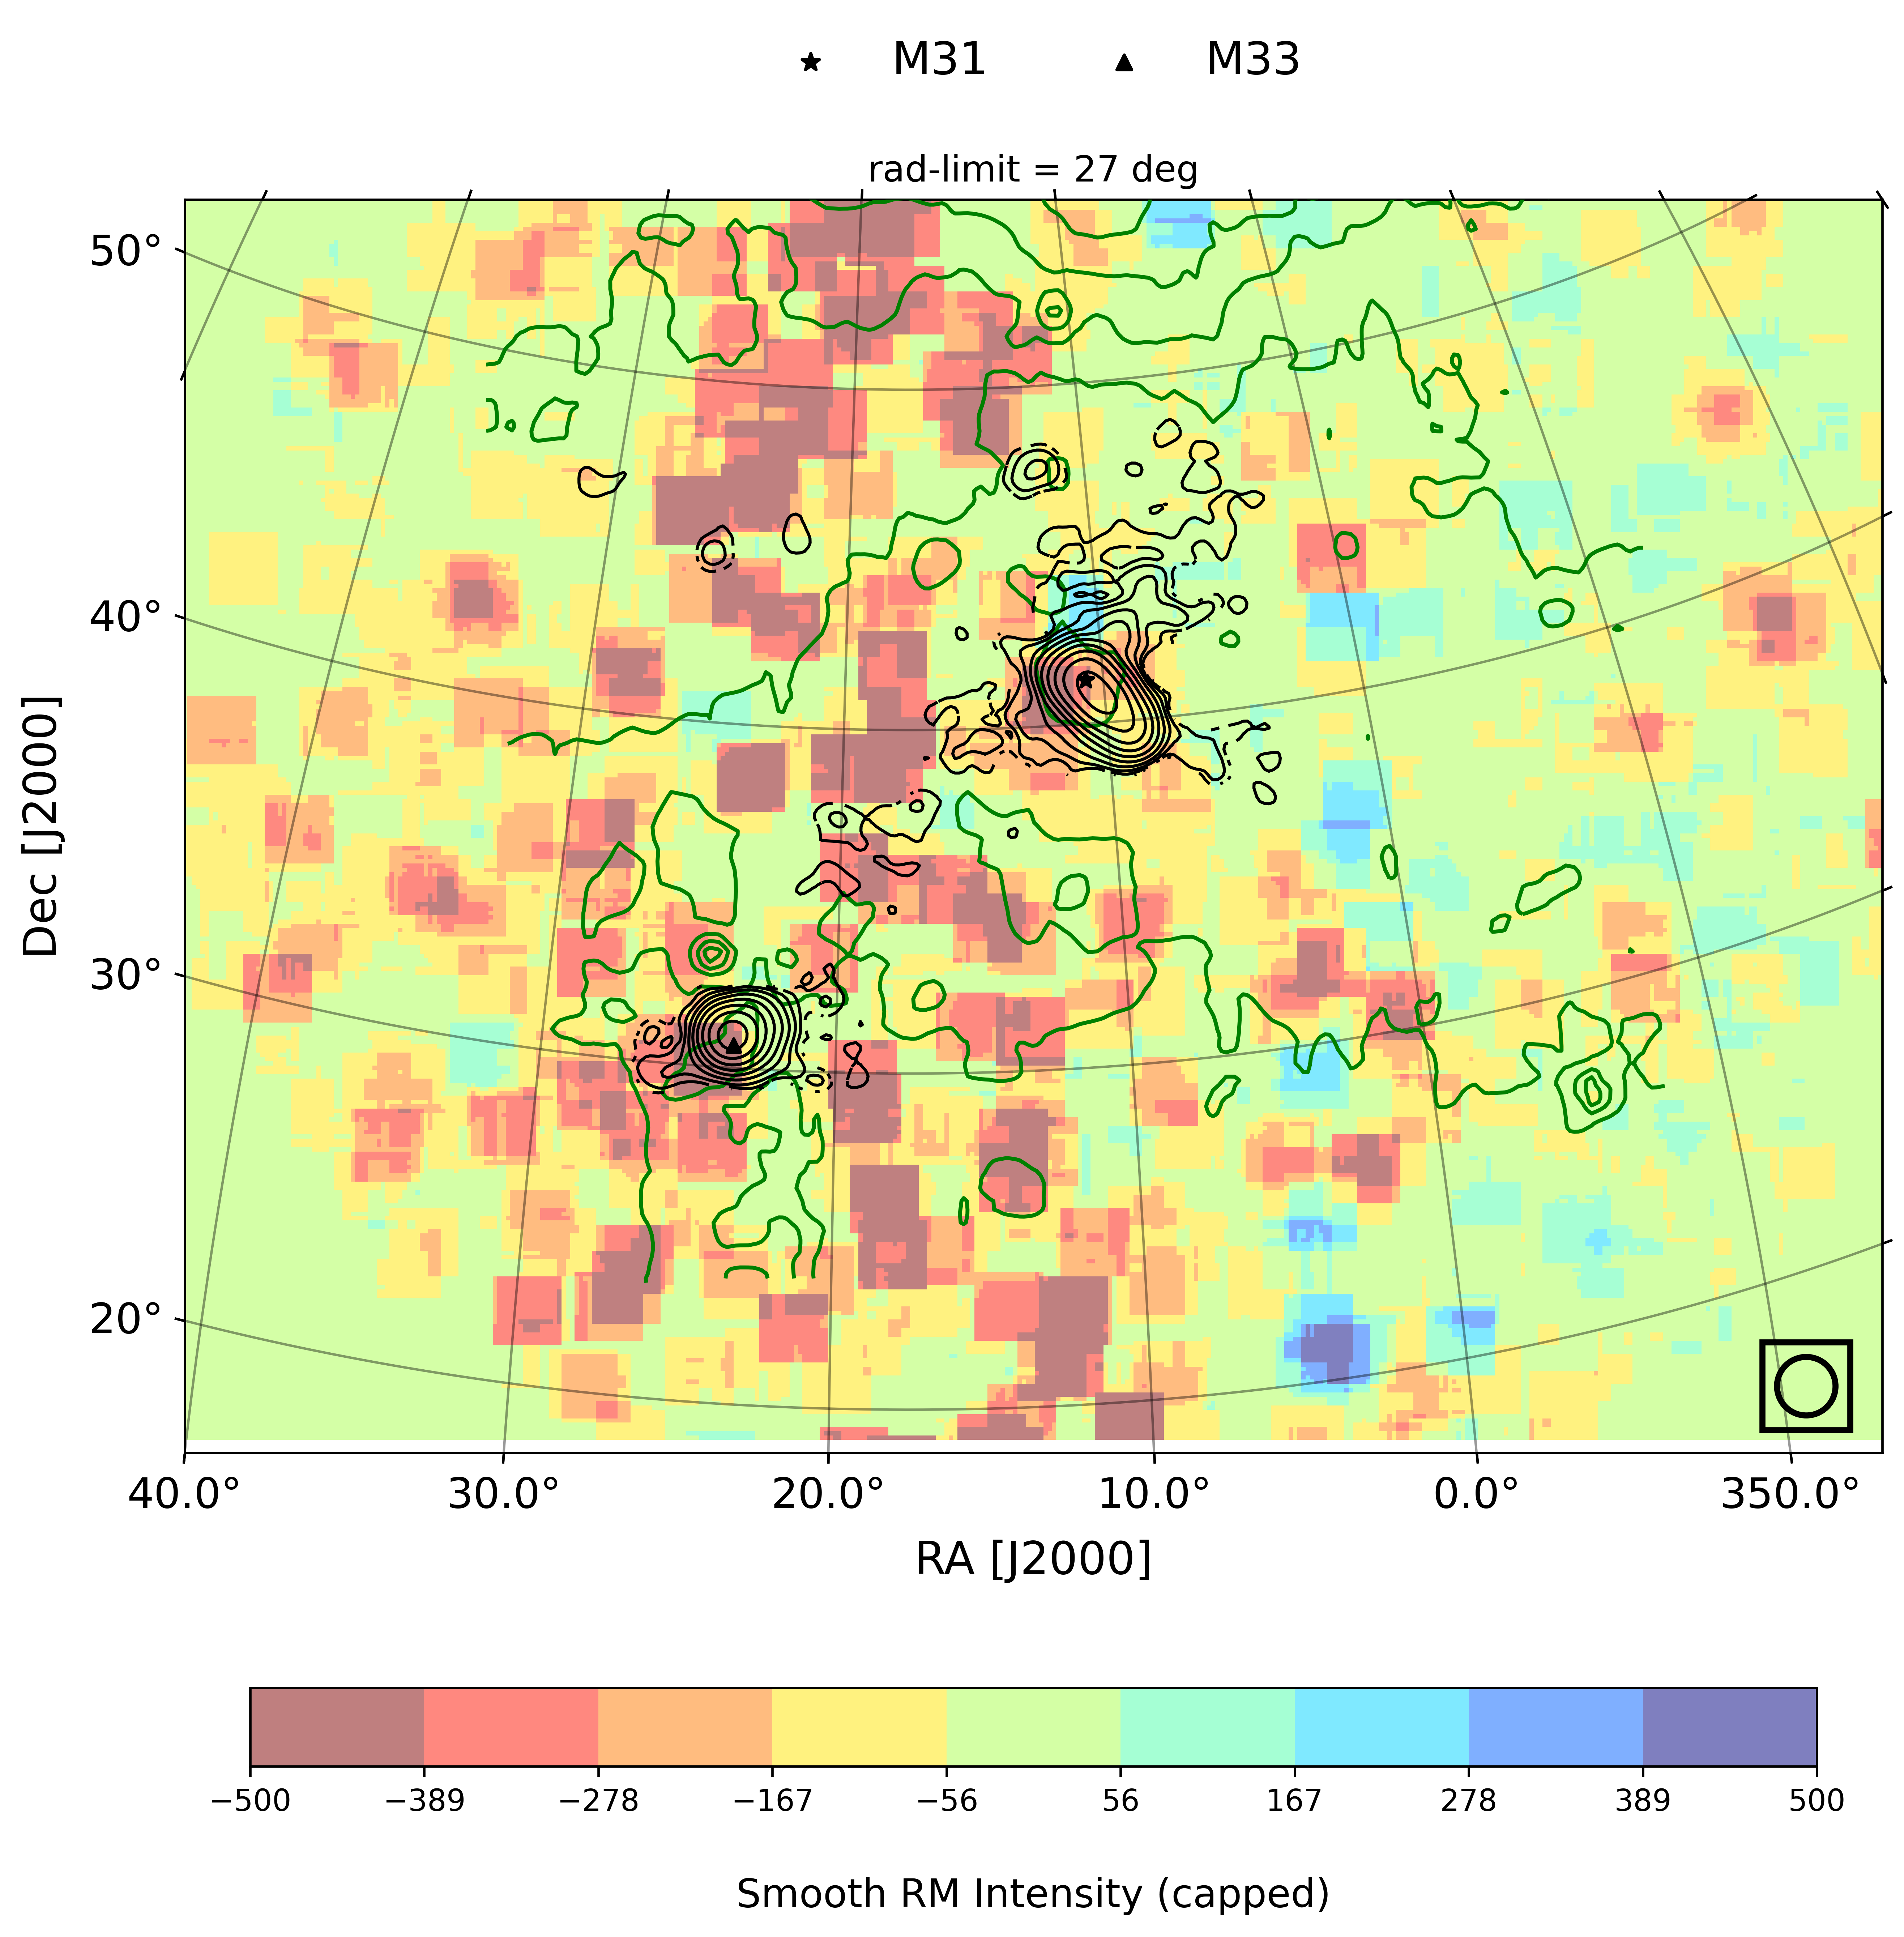 M31 M33
rad-limit = 27 deg
50°
40°
30°
20°
Dec [J2000]
40.0° 30.0° 20.0° 10.0° 0.0° 350.0°
RA [J2000]
−500 −389 −278 −167 −56 56 167 278 389 500
Smooth RM Intensity (capped)